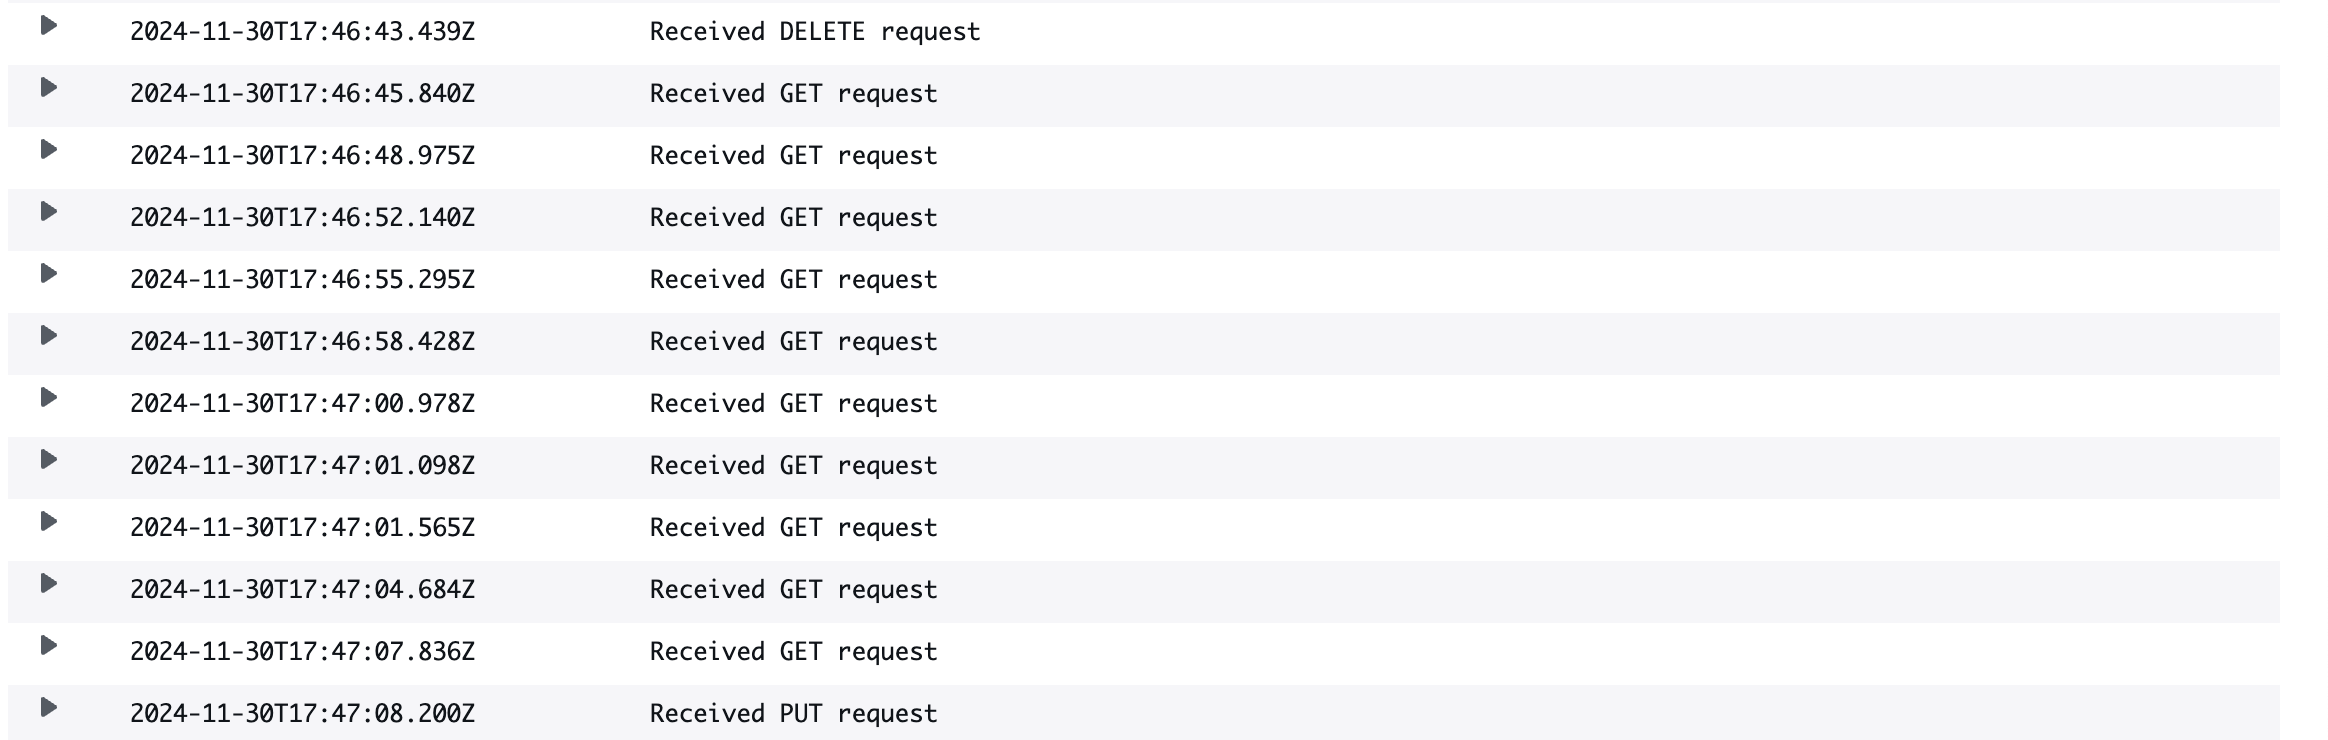 2024-11-30T17:46:43.439Z Received DELETE request
2024-11-30T17:46:45.840Z Received GET request
2024-11-30T17:46:48.975Z Received GET request
2024-11-30T17:46:52.140Z Received GET request
2024-11-30T17:46:55.295Z Received GET request
2024-11-30T17:46:58.428Z Received GET request
2024-11-30T17:47:00.978Z Received GET request
2024-11-30T17:47:01.098Z Received GET request
2024-11-30T17:47:01.565Z Received GET request
2024-11-30T17:47:04.684Z Received GET request
2024-11-30T17:47:07.836Z Received GET request
2024-11-30T17:47:08.200Z Received PUT request